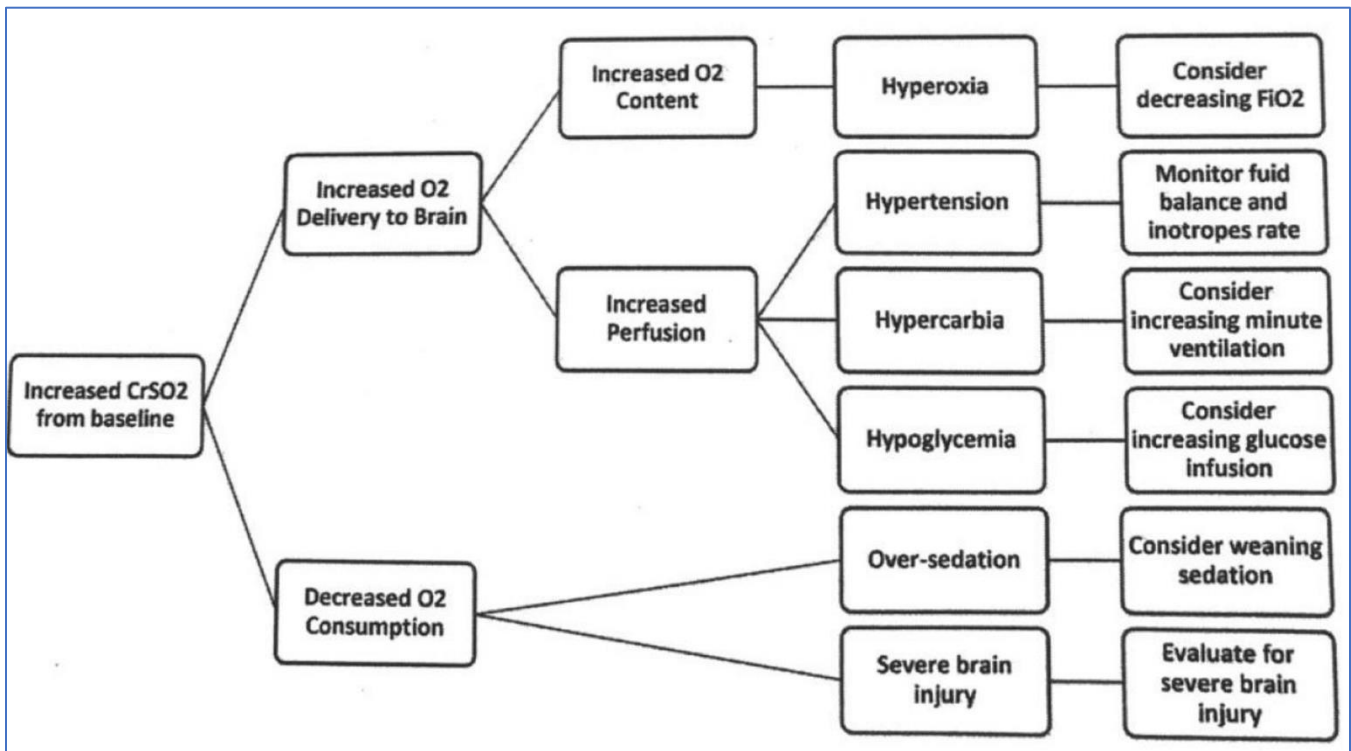 Increased CrSO2
from baseline
Increased O2
Delivery to Brain
Decreased O2
Consumption
Increased O2
Content
Increased
Perfusion
Hyperoxia
Hypertension
Hypercarbia
Hypoglycemia
Over-sedation
Severe brain
injury
Consider
decreasing FiO2
Monitor fuid
balance and
inotropes rate
Consider
increasing minute
ventilation
Consider
increasing glucose
infusion
Consider weaning
sedation
Evaluate for
severe brain
injury